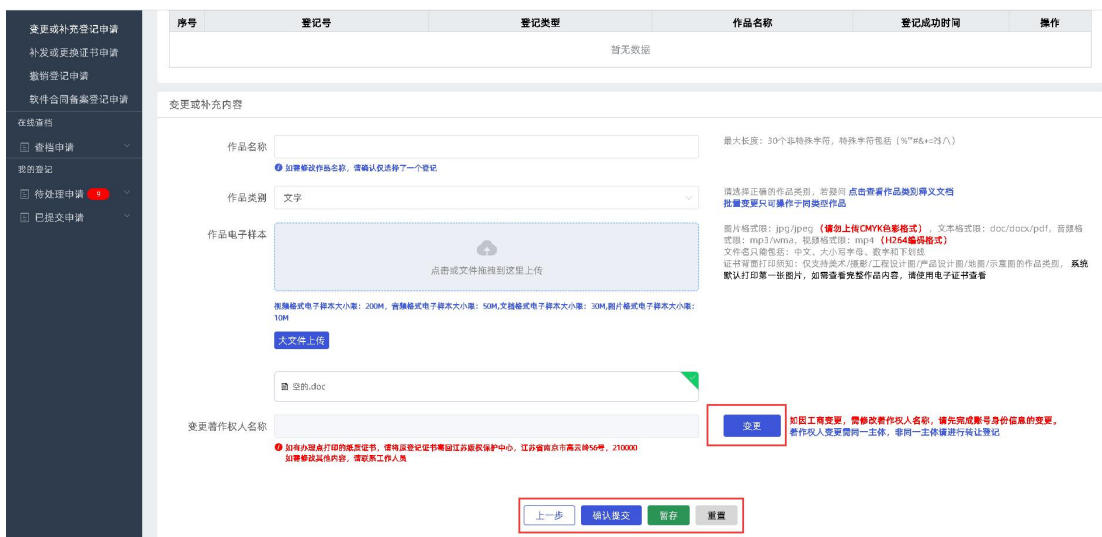 变更或补充登记申请
补发或更换证书申请
撤销登记申请
软件合同备案登记申请
在线查档
查档申请
我的登记
待处理申请 9
已提交申请
序号 登记号 登记类型 作品名称 登记成功时间 操作
暂无数据
变更或补充内容
作品名称
最大长度：30个非特殊字符，特殊字符包括（%'"#&+=?$/\）
如需修改作品名称，请确认仅选择了一个登记
作品类别 文字
请选择正确的作品类别，若疑问 点击查看作品类别释义文档
批量变更只可操作于同类型作品
作品电子样本
点击或文件拖拽到这里上传
图片格式限：jpg/jpeg（请勿上传CMYK色彩格式），文本格式限：doc/docx/pdf，音频格
式限：mp3/wma，视频格式限：mp4（H264编码格式）
文件名只能包括：中文、大小写字母、数字和下划线
证书背面打印须知：仅支持美术/摄影/工程设计图/产品设计图/地图/示意图的作品类别，系统
默认打印第一张图片，如需查看完整作品内容，请使用电子证书查看
视频格式电子样本大小限：200M，音频格式电子样本大小限：50M,文档格式电子样本大小限：30M,图片格式电子样本大小限：
10M
大文件上传
空的.doc
变更著作权人名称
变更
如因工商变更，需修改著作权人名称，请先完成账号身份信息的变更。
著作权人变更需同一主体，非同一主体请进行转让登记
如有办理点打印的纸质证书，请将原登记证书寄回江苏版权保护中心，江苏省南京市高云岭56号，210000
如需修改其他内容，请联系工作人员
上一步 确认提交 暂存 重置